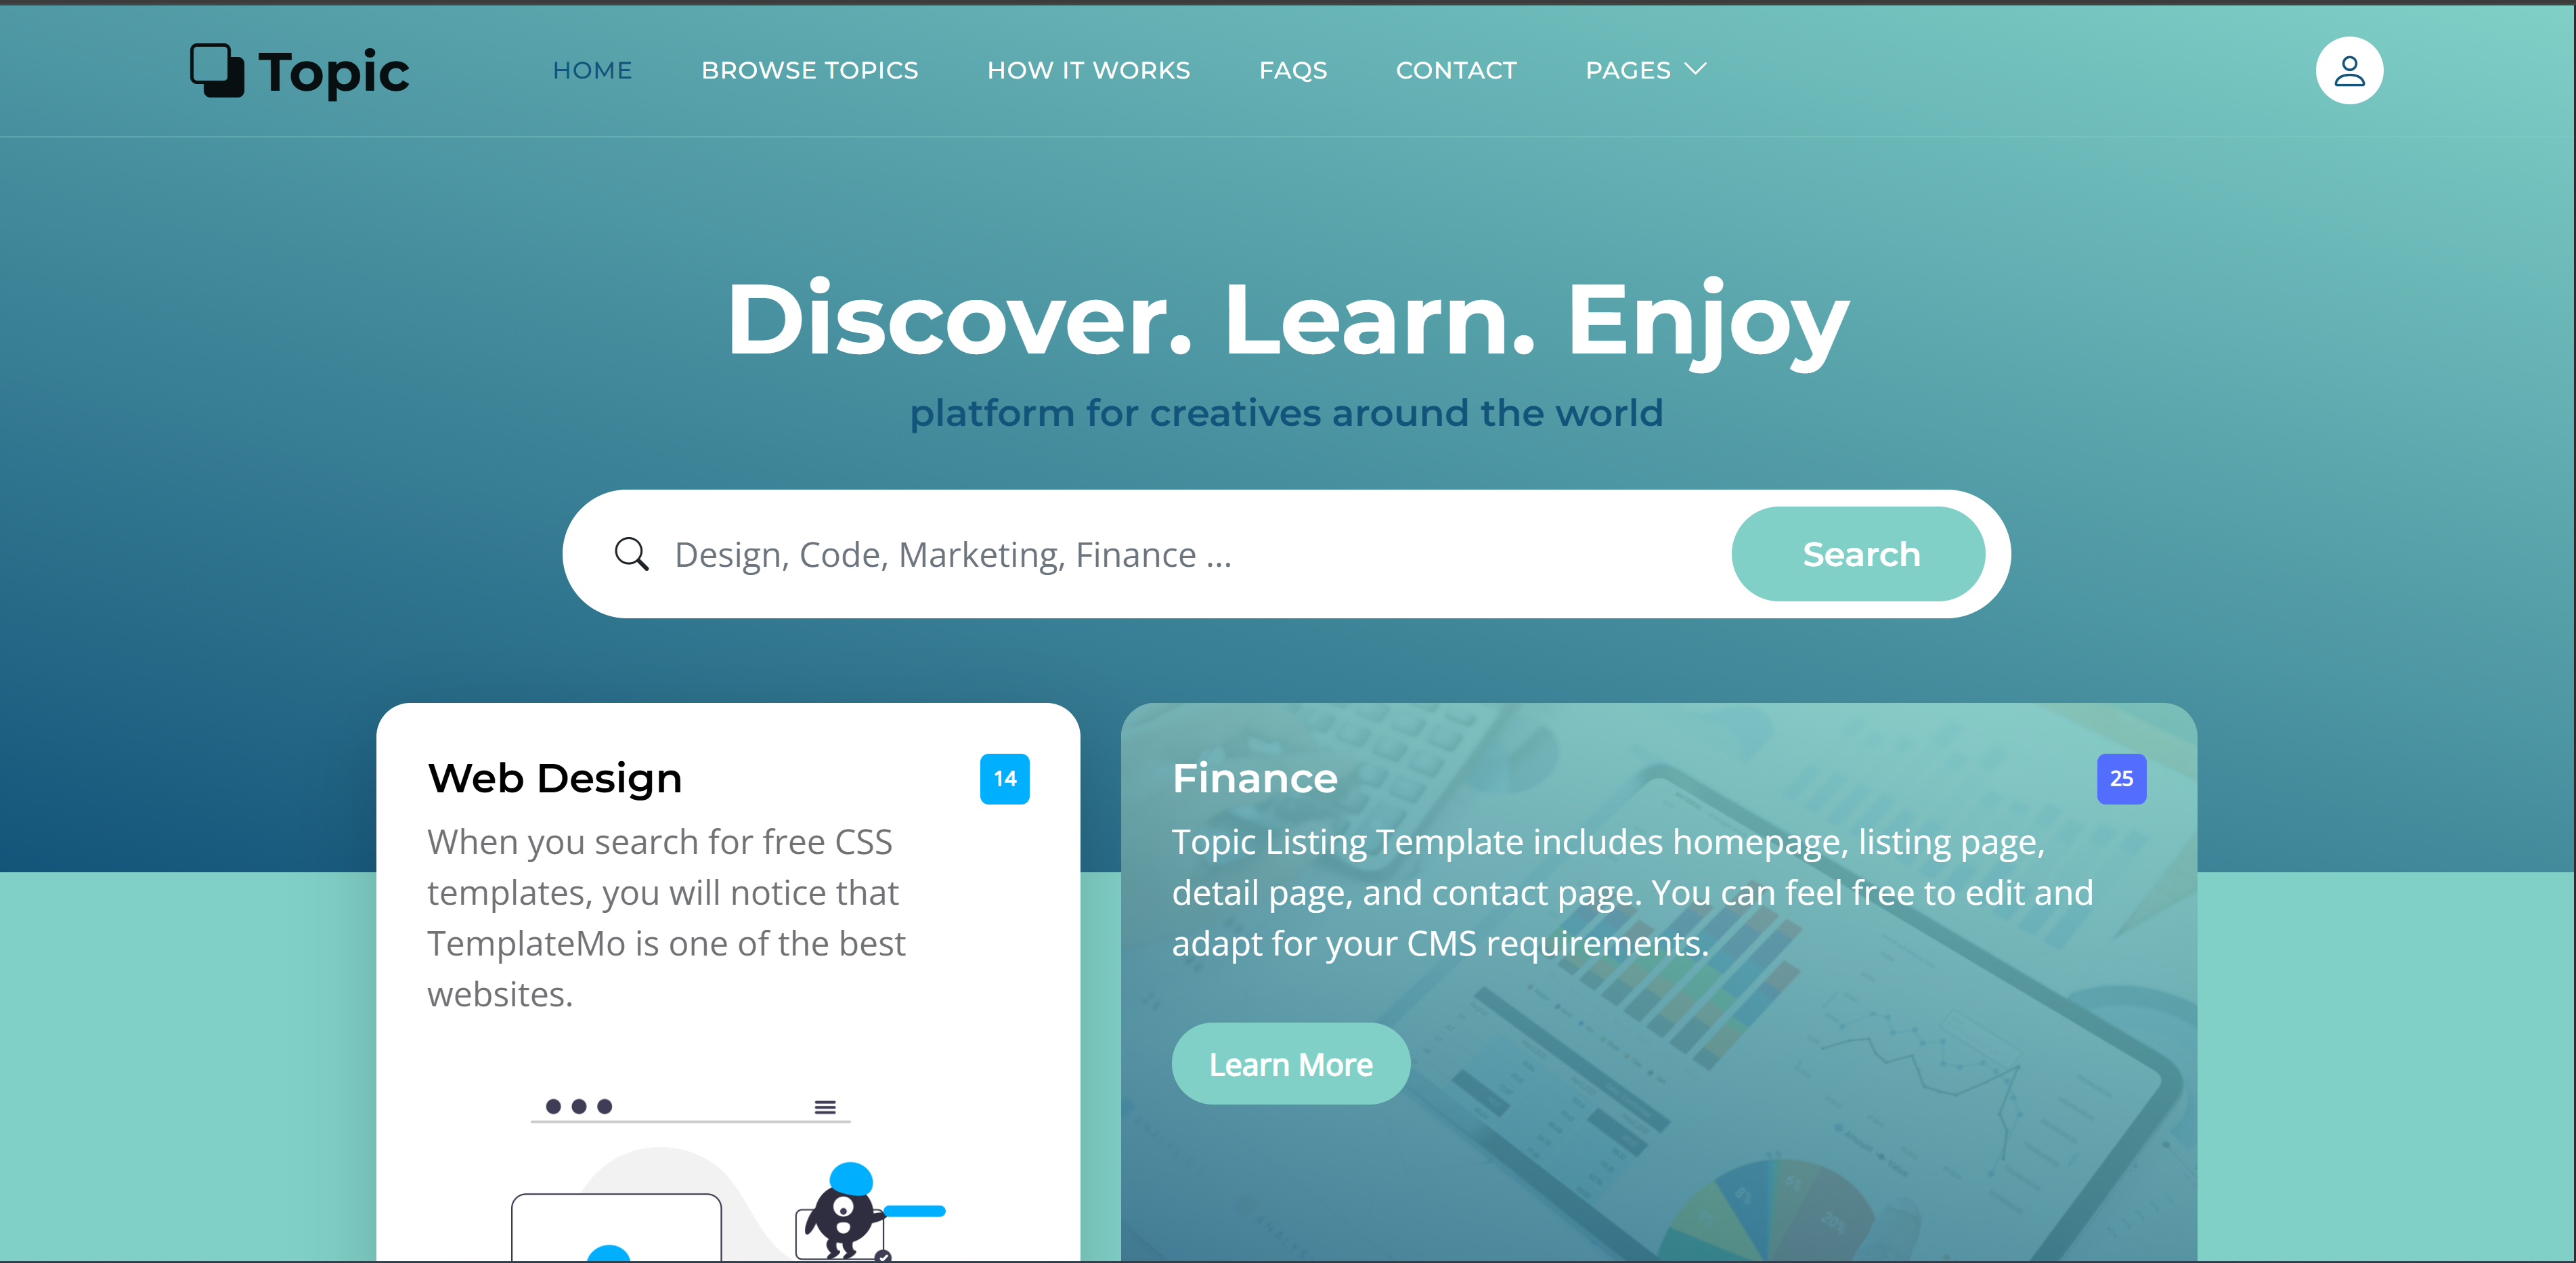 Topic
HOME
BROWSE TOPICS
HOW IT WORKS
FAQS
CONTACT
PAGES
Discover. Learn. Enjoy
platform for creatives around the world
Design, Code, Marketing, Finance ...
Search
Web Design
14
When you search for free CSS
templates, you will notice that
TemplateMo is one of the best
websites.
Finance
25
Topic Listing Template includes homepage, listing page,
detail page, and contact page. You can feel free to edit and
adapt for your CMS requirements.
Learn More
8%
6%
20%